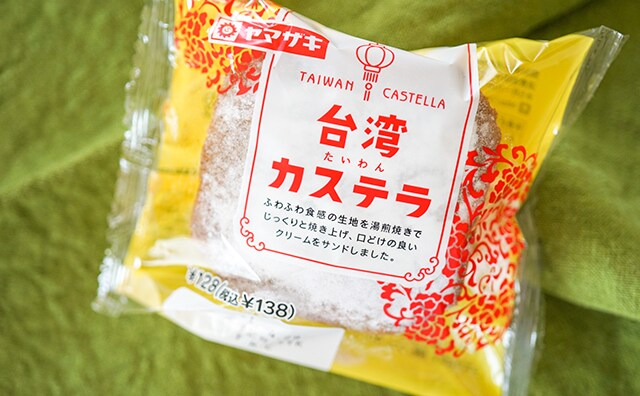 ヤマザキ
TAIWAN CASTELLA
台湾
たいわん
カステラ
ふわふわ食感の生地を湯煎焼きで
じっくりと焼き上げ、口どけの良い
クリームをサンドしました。
¥128(税込¥138)